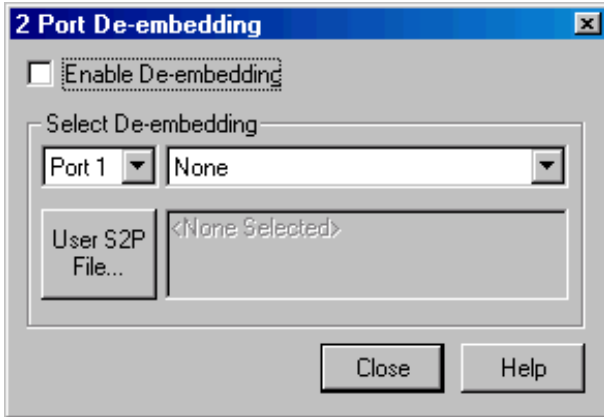 2 Port De-embedding
Enable De-embedding
Select De-embedding
Port 1
None
User S2P
File...
<None Selected>
Close
Help